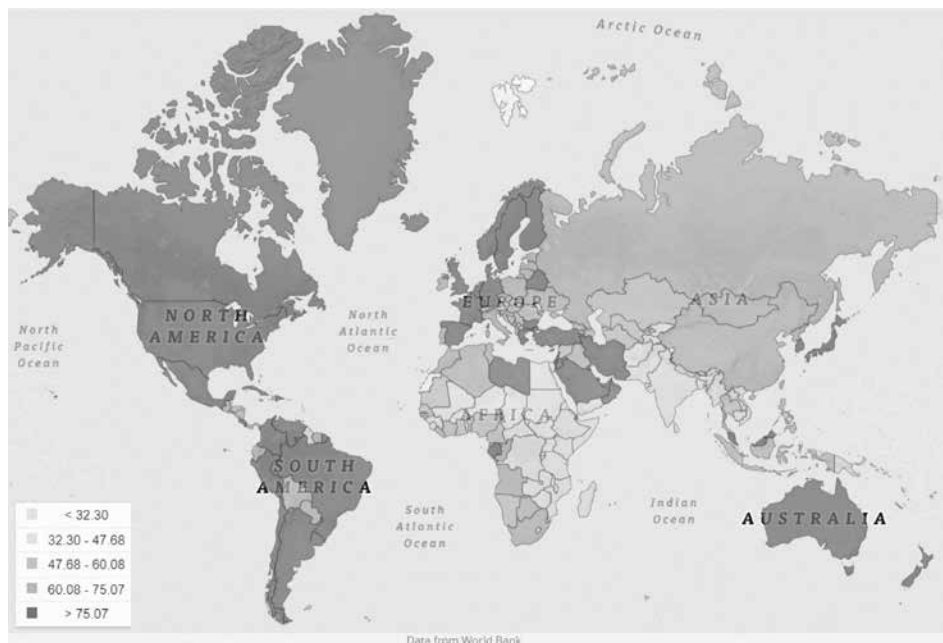 Arctic Ocean
NORTH
AMERICA
North
Pacific
Ocean
North
Atlantic
Ocean
EUROPE
ASIA
AFRICA
SOUTH
AMERICA
South
Atlantic
Ocean
Indian
Ocean
AUSTRALIA
< 32.30
32.30 - 47.68
47.68 - 60.08
60.08 - 75.07
> 75.07
Data from World Bank